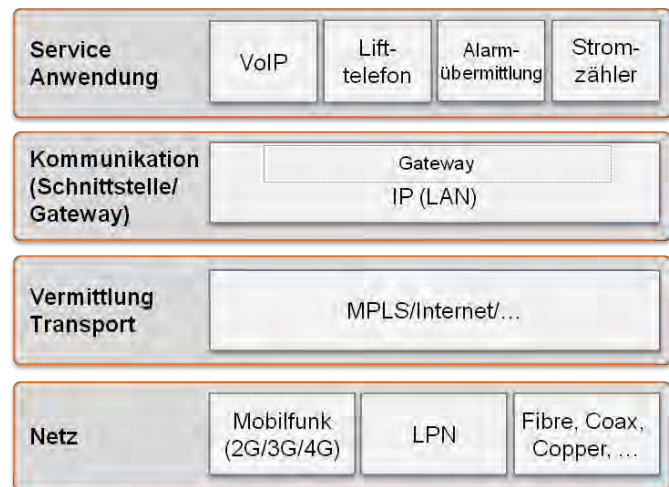 Service
Anwendung
VoIP
Lift-
telefon
Alarm-
übermittlung
Strom-
zähler
Kommunikation
(Schnittstelle/
Gateway)
Gateway
IP (LAN)
Vermittlung
Transport
MPLS/Internet/…
Netz
Mobilfunk
(2G/3G/4G)
LPN
Fibre, Coax,
Copper, …